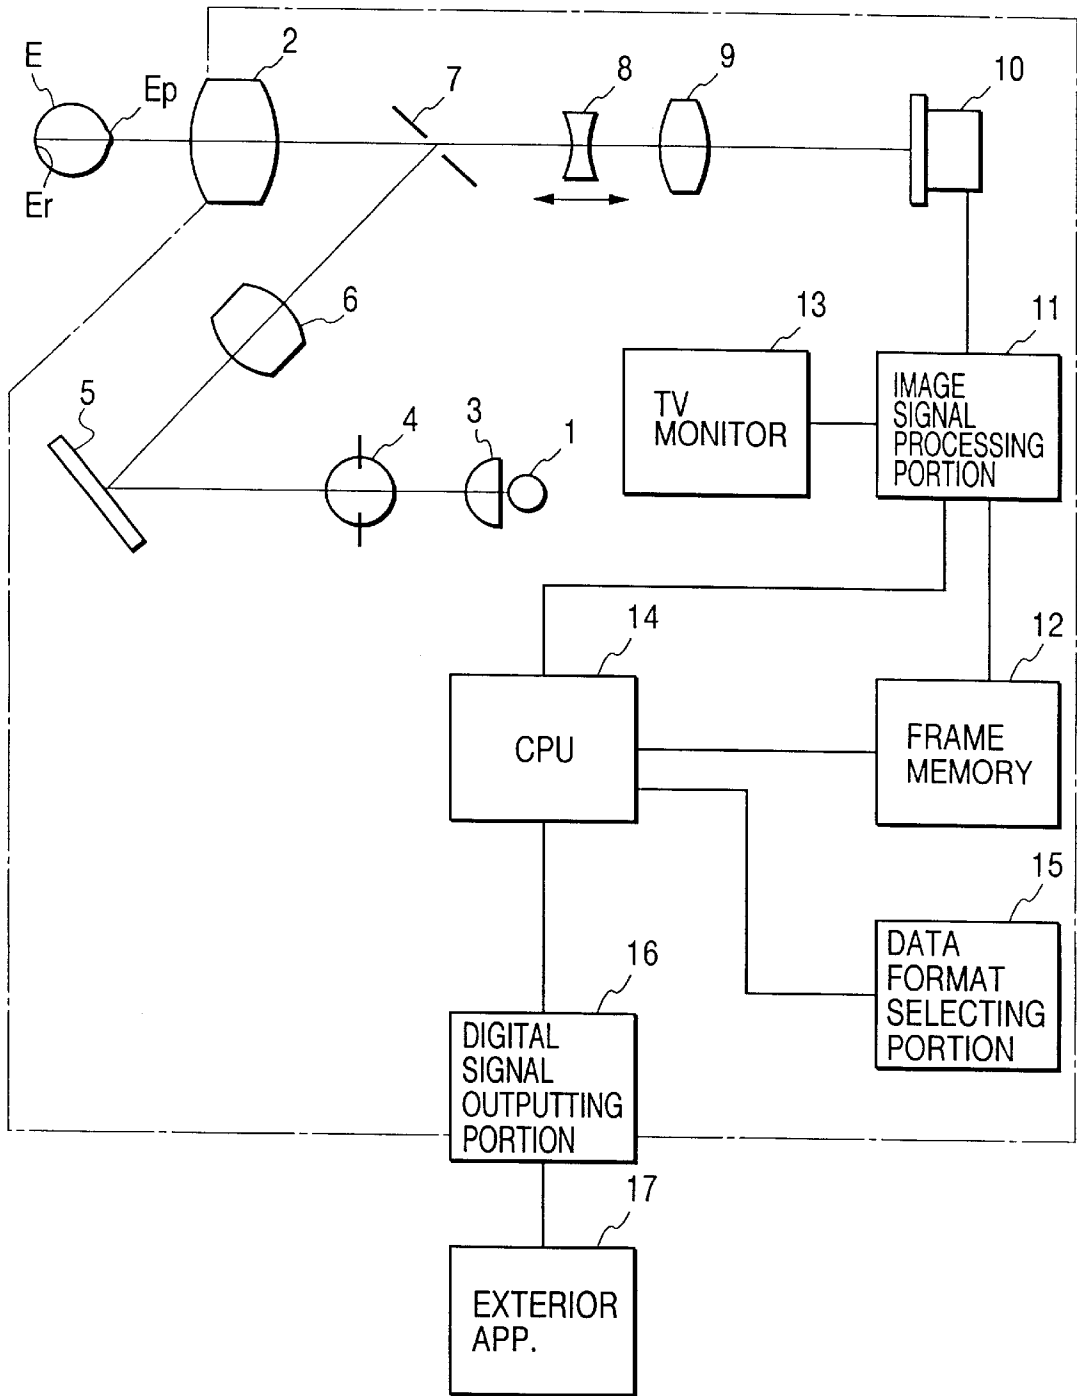 E
Ep
Er
2
7
8
9
10
6
5
4
3
1
13
TV
MONITOR
11
IMAGE
SIGNAL
PROCESSING
PORTION
14
CPU
12
FRAME
MEMORY
15
DATA
FORMAT
SELECTING
PORTION
16
DIGITAL
SIGNAL
OUTPUTTING
PORTION
17
EXTERIOR
APP.